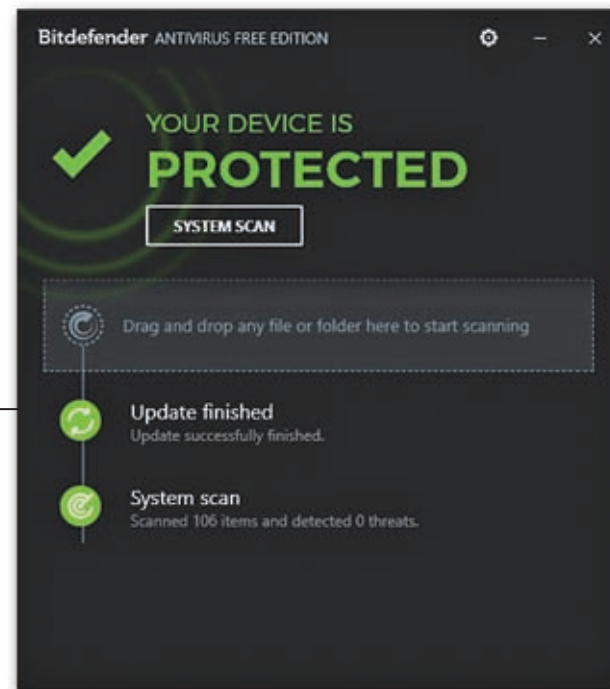 Bitdefender ANTIVIRUS FREE EDITION
YOUR DEVICE IS
PROTECTED
SYSTEM SCAN
Drag and drop any file or folder here to start scanning
Update finished
Update successfully finished.
System scan
Scanned 106 items and detected 0 threats.